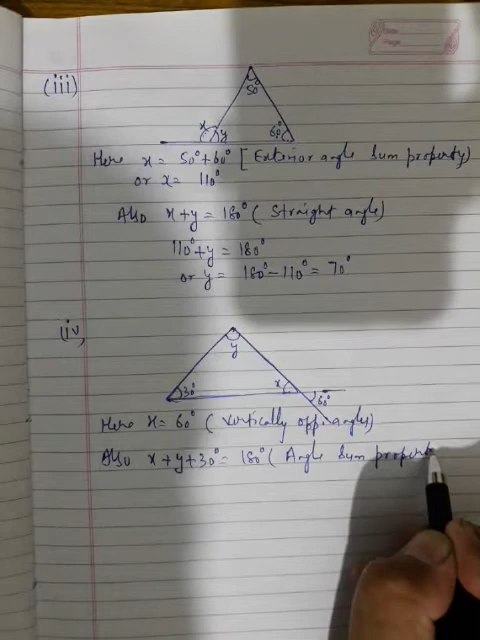 (iii)
50°
x
y
60°
Here x = 50°+60° [Exterior angle Sum property)
or x = 110°
Also x+y = 180° (Straight angle)
110°+y = 180°
or y = 180°-110° = 70°
(iv)
y
30°
x
60°
Here x = 60° (Vertically opp. angles)
Also x+y+30° = 180° (Angle Sum propert